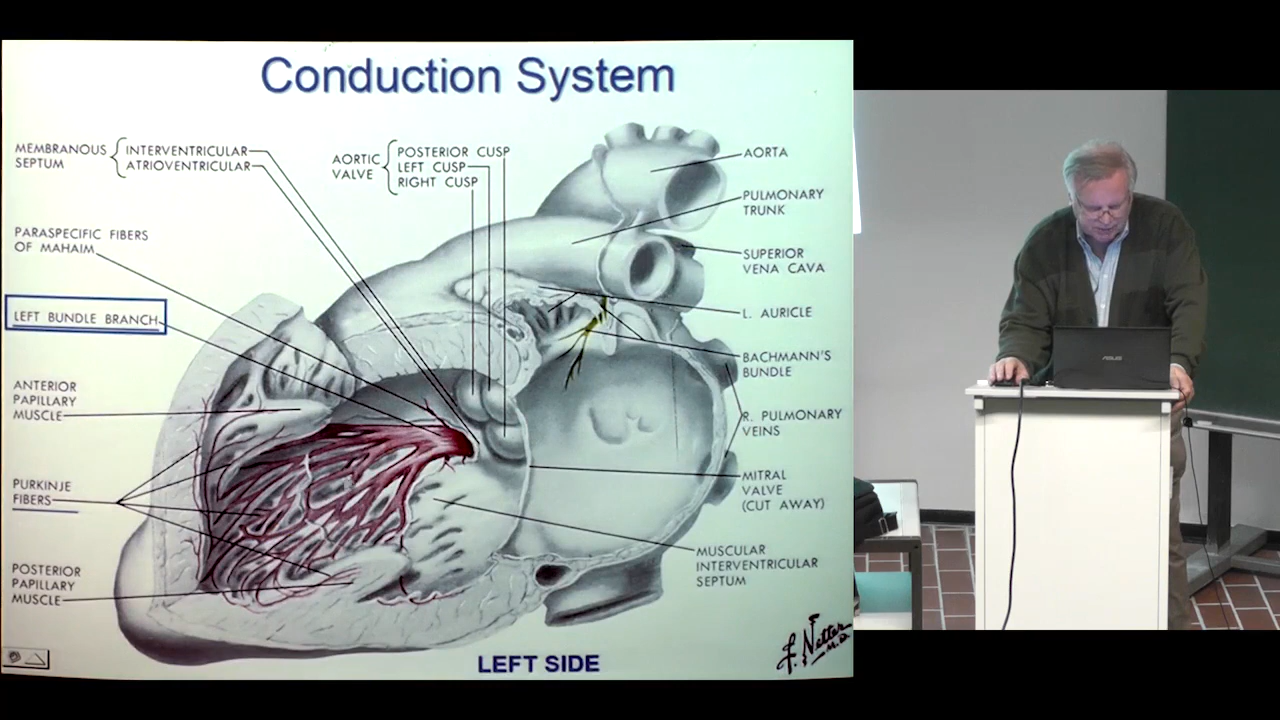 Conduction System
MEMBRANOUS
SEPTUM
INTERVENTRICULAR
ATRIOVENTRICULAR
AORTIC
VALVE
POSTERIOR CUSP
LEFT CUSP
RIGHT CUSP
AORTA
PULMONARY
TRUNK
PARASPECIFIC FIBERS
OF MAHAIM
SUPERIOR
VENA CAVA
LEFT BUNDLE BRANCH
L. AURICLE
BACHMANN'S
BUNDLE
ANTERIOR
PAPILLARY
MUSCLE
R. PULMONARY
VEINS
PURKINJE
FIBERS
MITRAL
VALVE
(CUT AWAY)
MUSCULAR
INTERVENTRICULAR
SEPTUM
POSTERIOR
PAPILLARY
MUSCLE
LEFT SIDE
F. Netter
M.D.
ASUS